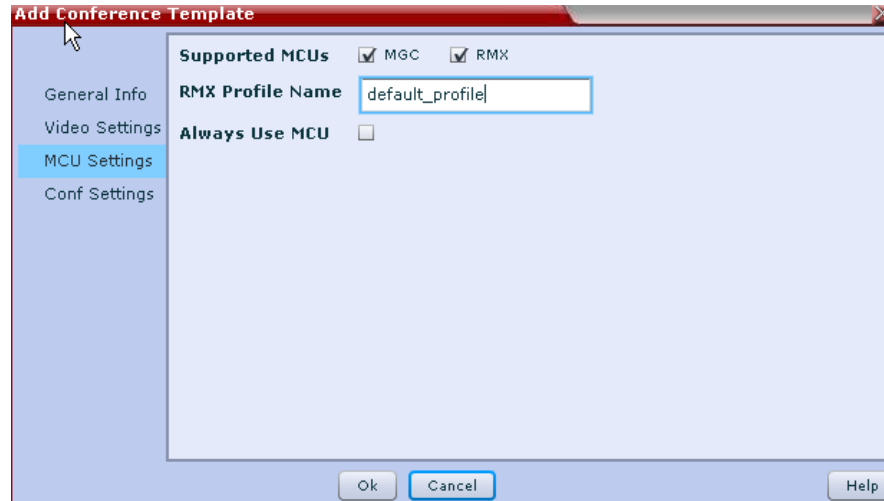 Add Conference Template
General Info
Video Settings
MCU Settings
Conf Settings
Supported MCUs MGC RMX
RMX Profile Name default_profile
Always Use MCU
Ok Cancel Help